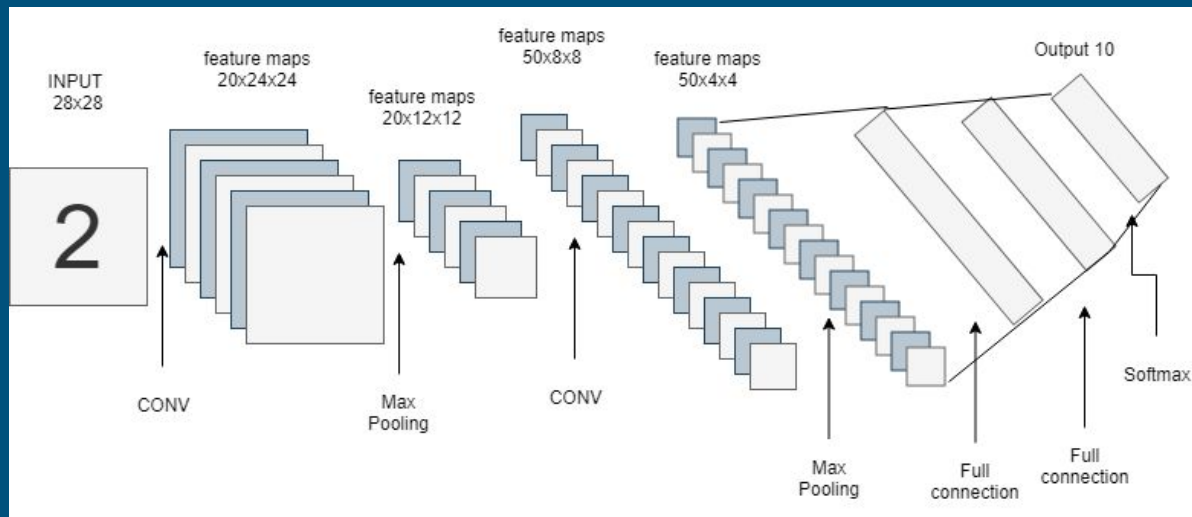 INPUT
28x28
feature maps
20x24x24
feature maps
20x12x12
feature maps
50x8x8
feature maps
50x4x4
Output 10
2
CONV
Max
Pooling
CONV
Max
Pooling
Full
connection
Full
connection
Softmax